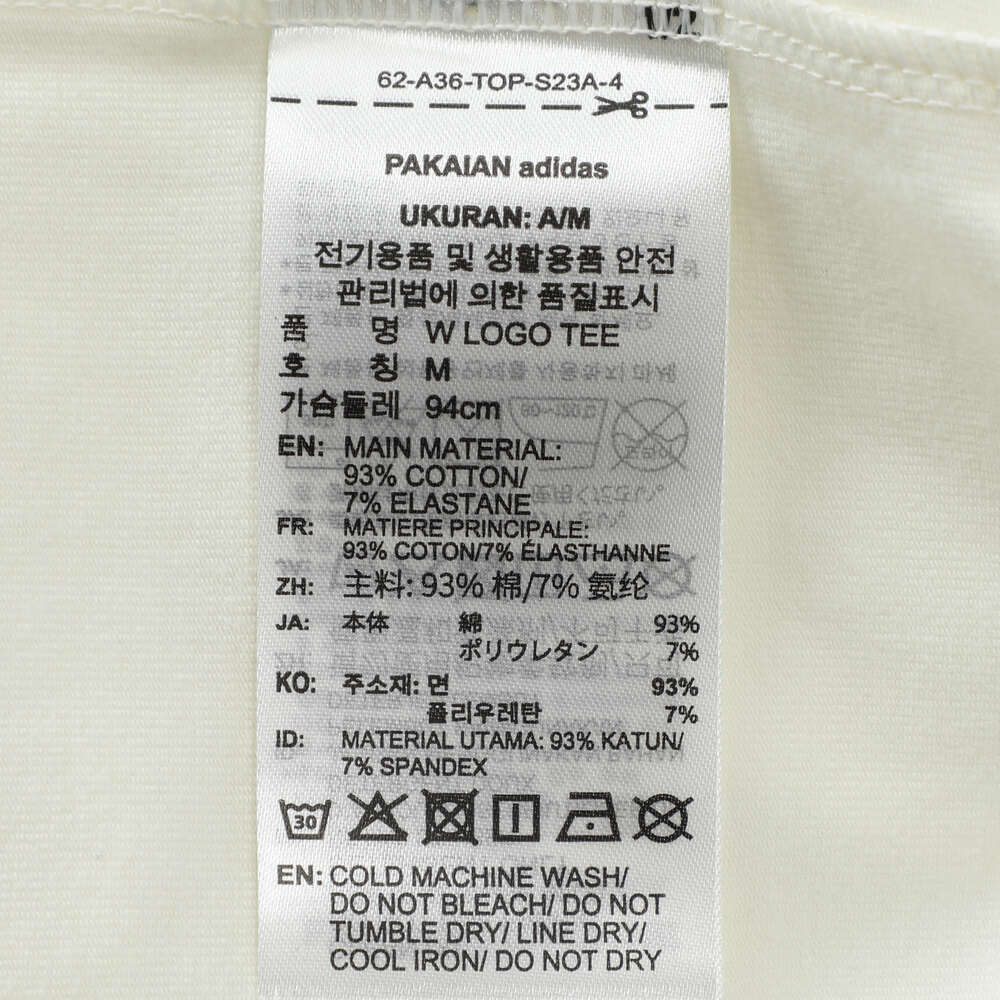 62-A36-TOP-S23A-4
PAKAIAN adidas
UKURAN: A/M
전기용품 및 생활용품 안전
관리법에 의한 품질표시
품 명 W LOGO TEE
호 칭 M
가슴둘레 94cm
EN: MAIN MATERIAL:
93% COTTON/
7% ELASTANE
FR: MATIERE PRINCIPALE:
93% COTON/7% ÉLASTHANNE
ZH: 主料: 93% 棉/7% 氨纶
JA: 本体 綿 93%
ポリウレタン 7%
KO: 주소재: 면 93%
폴리우레탄 7%
ID: MATERIAL UTAMA: 93% KATUN/
7% SPANDEX
30
EN: COLD MACHINE WASH/
DO NOT BLEACH/ DO NOT
TUMBLE DRY/ LINE DRY/
COOL IRON/ DO NOT DRY